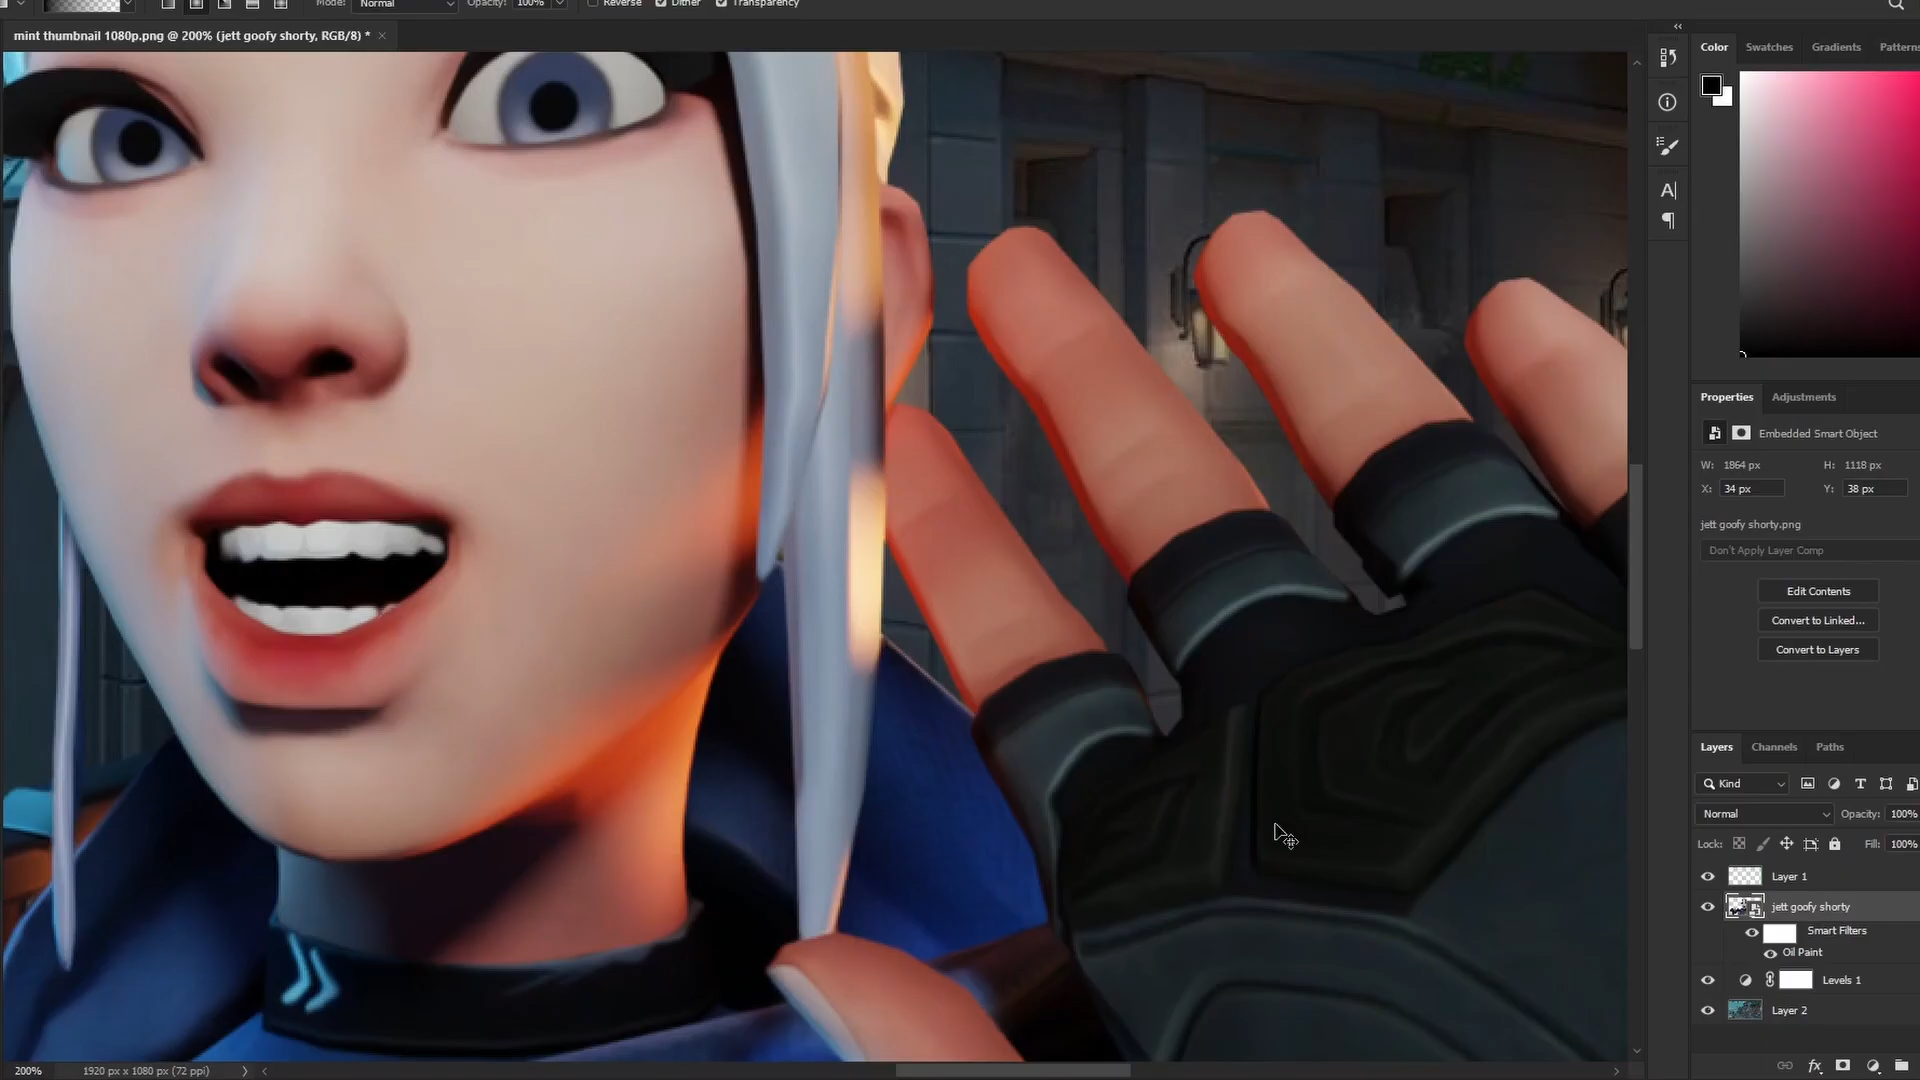 Mode: Normal Opacity: 100% Reverse Dither Transparency
mint thumbnail 1080p.png @ 200% (jett goofy shorty, RGB/8) *
Color Swatches Gradients Patterns
Properties Adjustments
Embedded Smart Object
W: 1864 px H: 1118 px
X: 34 px Y: 38 px
jett goofy shorty.png
Don't Apply Layer Comp
Edit Contents
Convert to Linked...
Convert to Layers
Layers Channels Paths
Kind
Normal Opacity: 100%
Lock: Fill: 100%
Layer 1
jett goofy shorty
Smart Filters
Oil Paint
Levels 1
Layer 2
200% 1920 px x 1080 px (72 ppi)